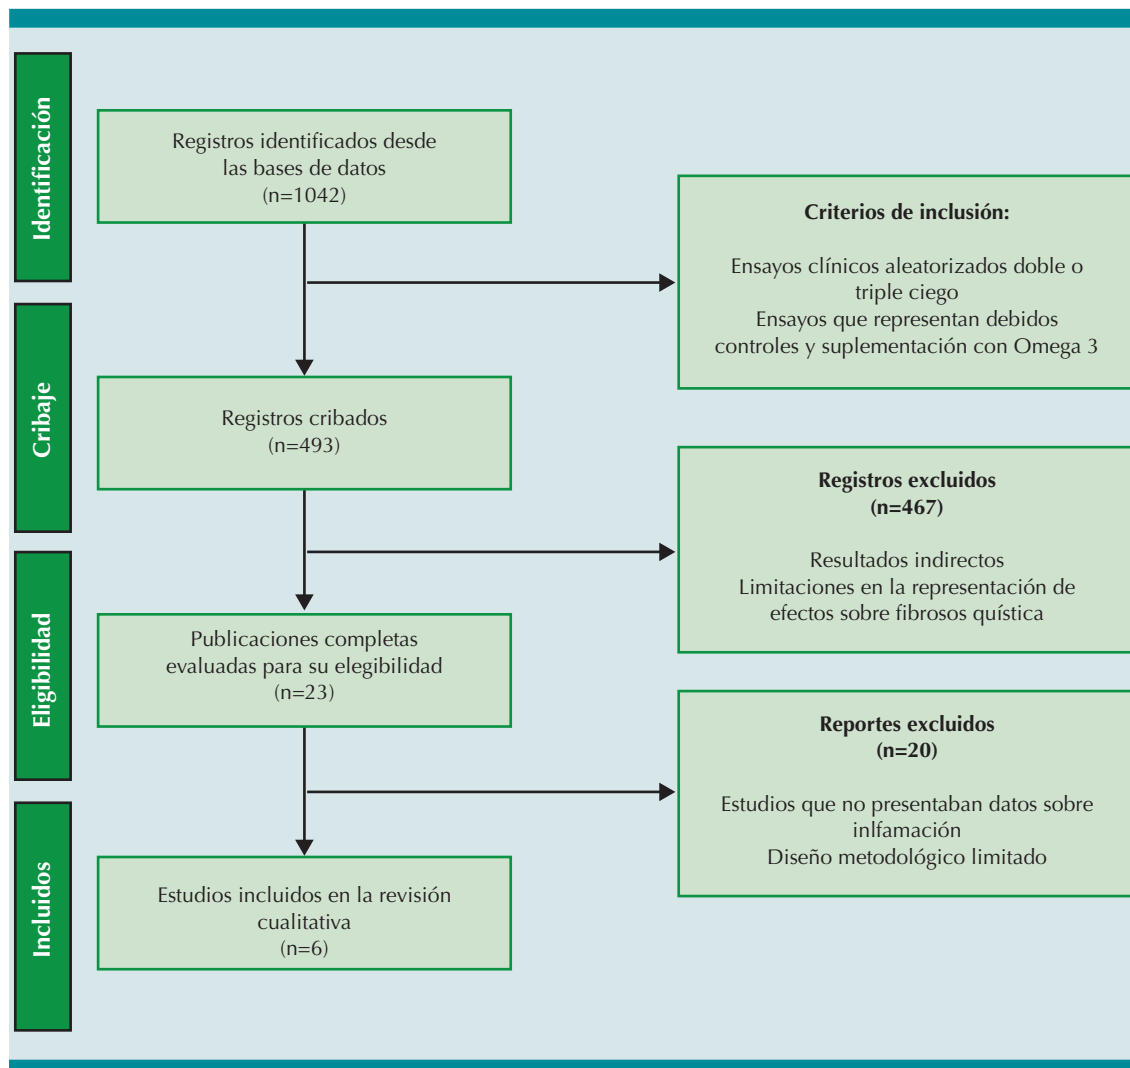 Identificación
Registros identificados desde
las bases de datos
(n=1042)
Criterios de inclusión:
Ensayos clínicos aleatorizados doble o
triple ciego
Ensayos que representan debidos
controles y suplementación con Omega 3
Cribaje
Registros cribados
(n=493)
Registros excluidos
(n=467)
Resultados indirectos
Limitaciones en la representación de
efectos sobre fibrosos quística
Eligibilidad
Publicaciones completas
evaluadas para su elegibilidad
(n=23)
Reportes excluidos
(n=20)
Estudios que no presentaban datos sobre
inlfamación
Diseño metodológico limitado
Incluidos
Estudios incluidos en la revisión
cualitativa
(n=6)